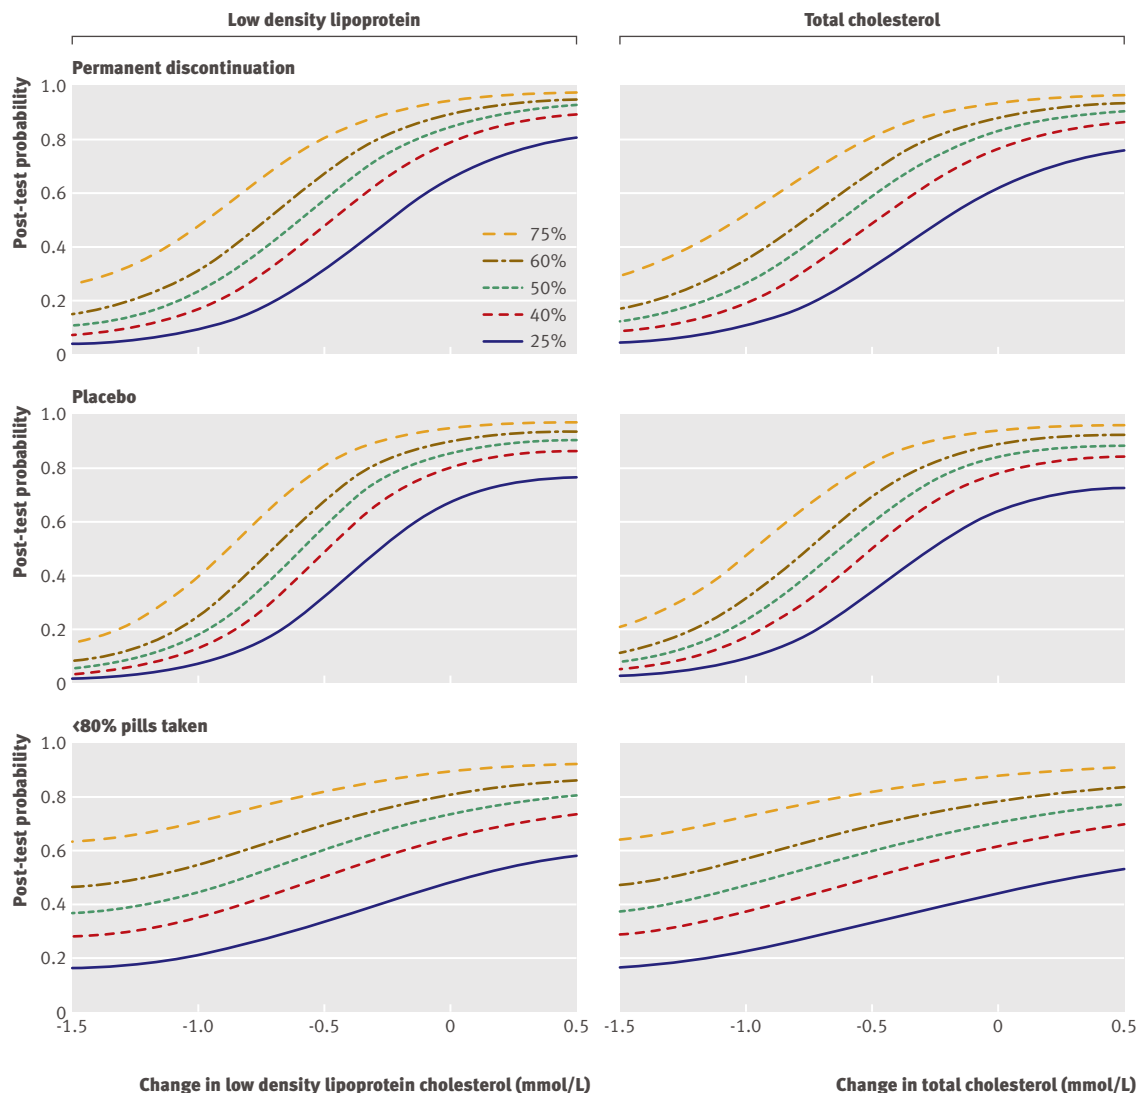 Low density lipoprotein
Total cholesterol
Permanent discontinuation
Post-test probability
1.0
0.8
0.6
0.4
0.2
0
75%
60%
50%
40%
25%
Placebo
Post-test probability
1.0
0.8
0.6
0.4
0.2
0
<80% pills taken
Post-test probability
1.0
0.8
0.6
0.4
0.2
0
-1.5 -1.0 -0.5 0 0.5
-1.5 -1.0 -0.5 0 0.5
Change in low density lipoprotein cholesterol (mmol/L)
Change in total cholesterol (mmol/L)